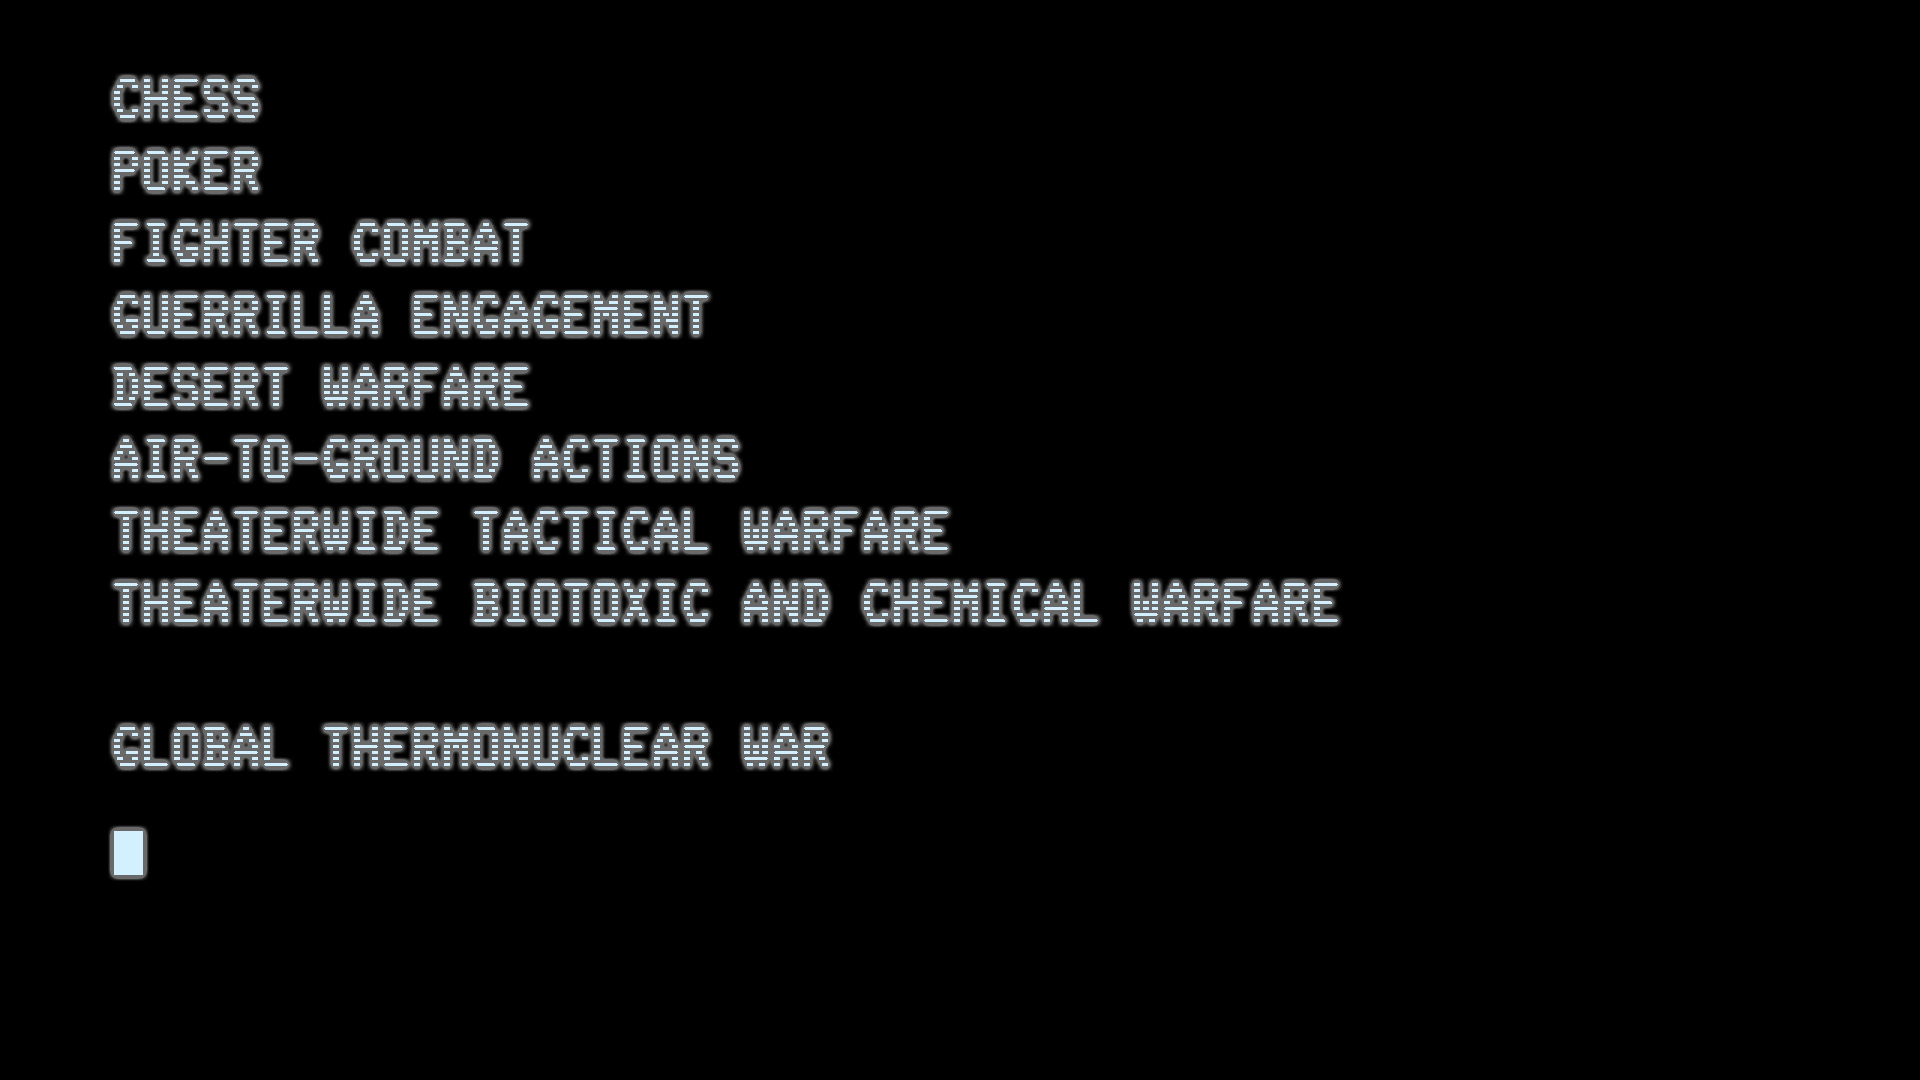 CHESS
POKER
FIGHTER COMBAT
GUERRILLA ENGAGEMENT
DESERT WARFARE
AIR-TO-GROUND ACTIONS
THEATERWIDE TACTICAL WARFARE
THEATERWIDE BIOTOXIC AND CHEMICAL WARFARE
GLOBAL THERMONUCLEAR WAR